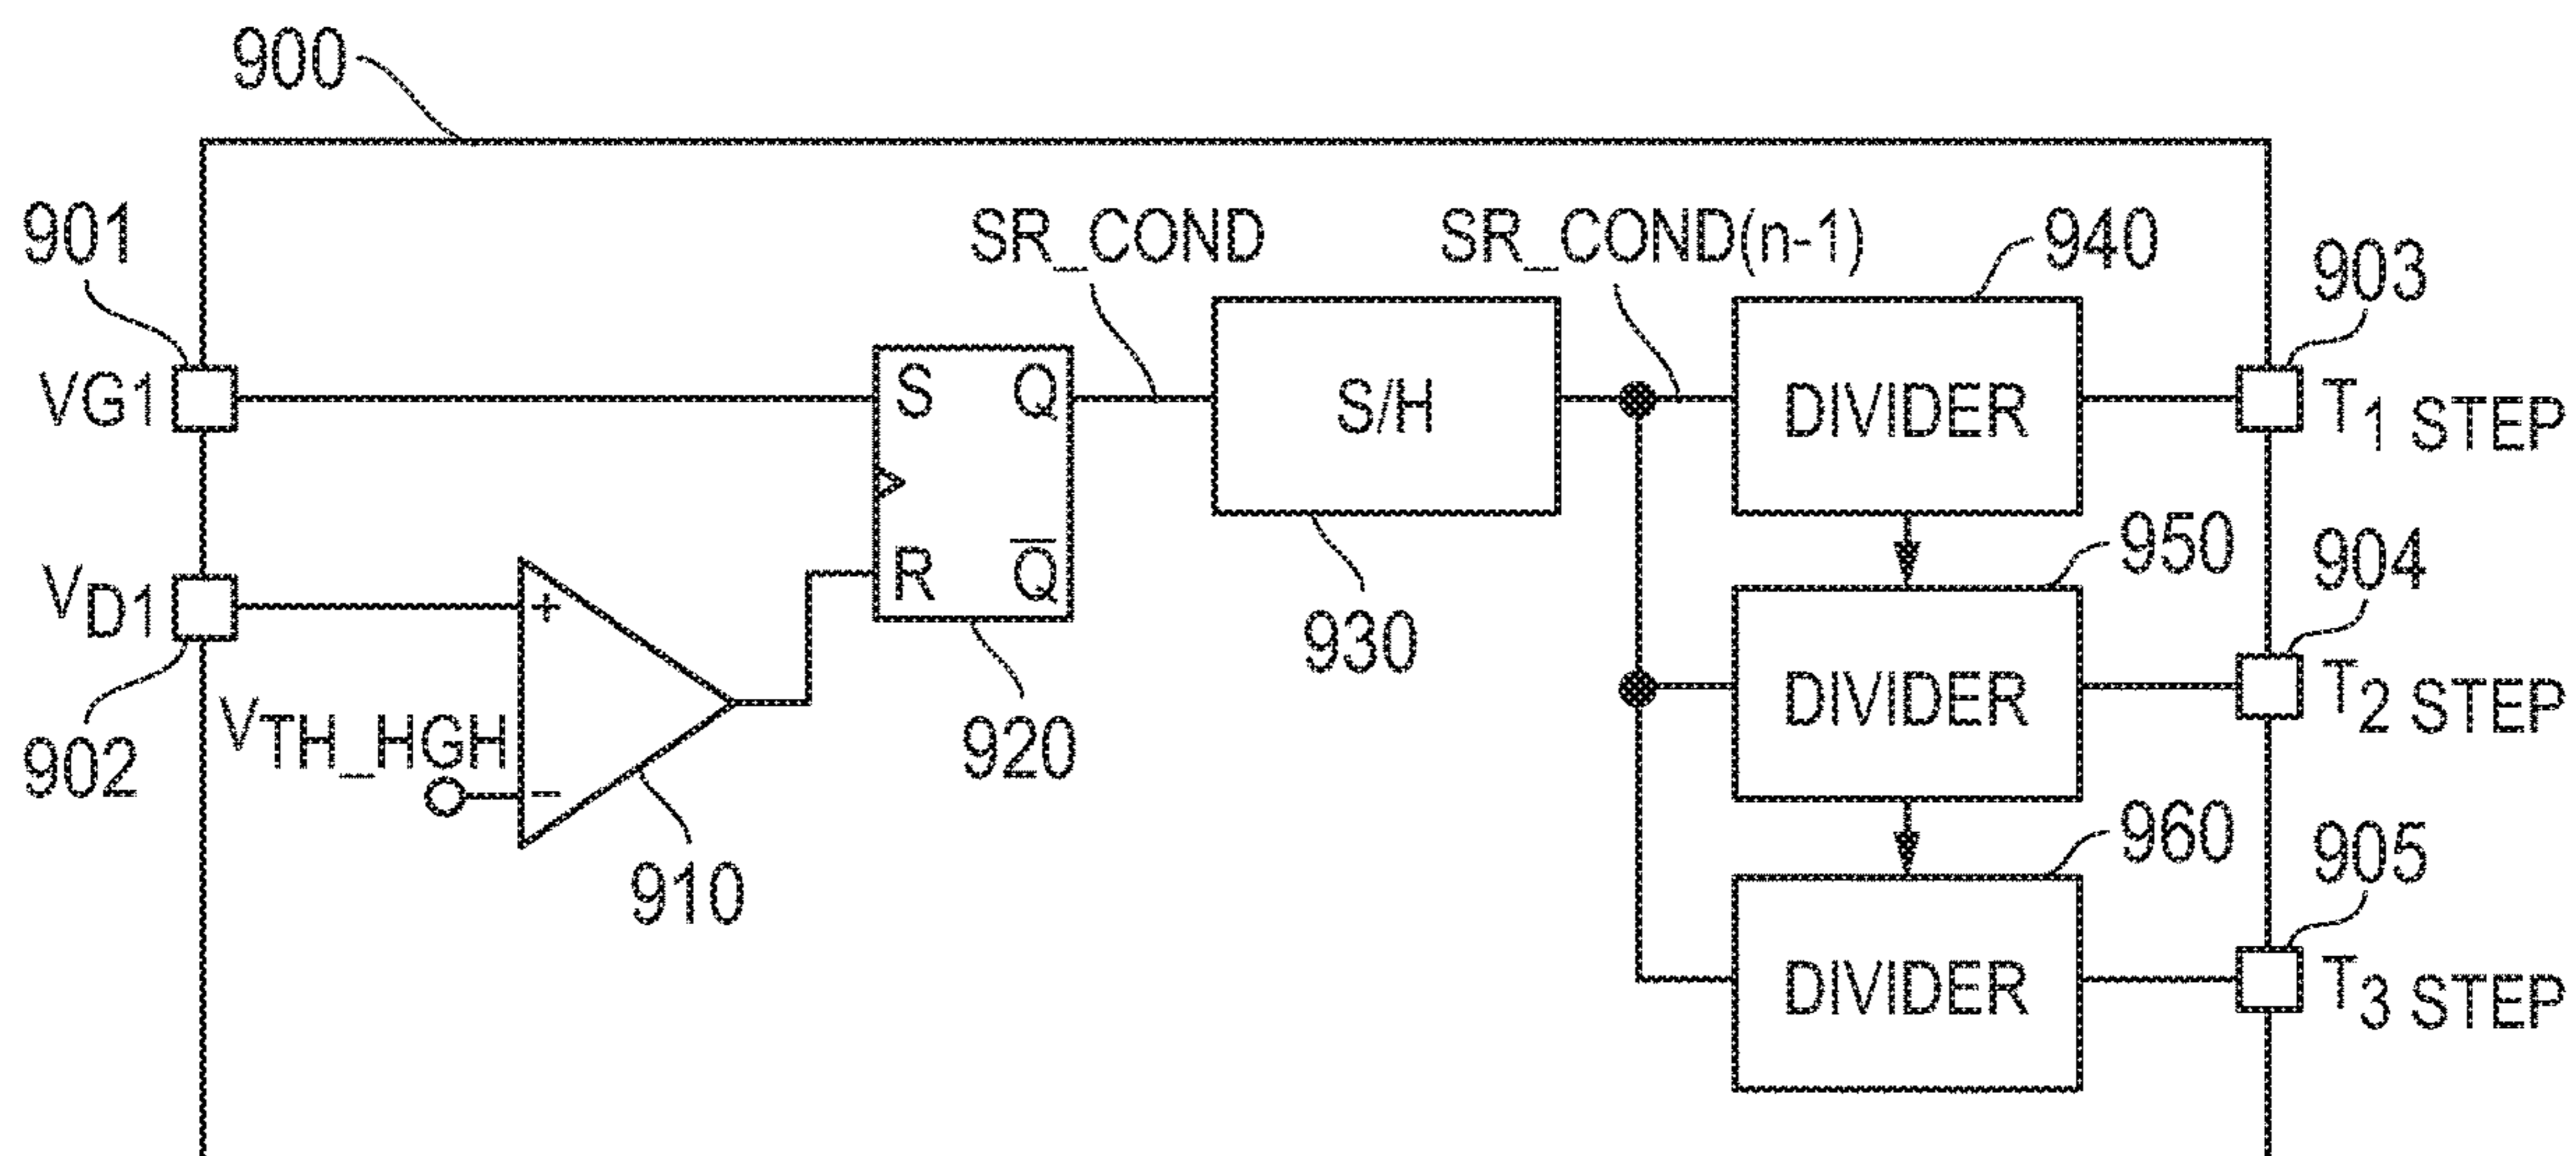 900
901
SR_COND
SR_COND(n-1)
940
903
VG1
S
Q
S/H
DIVIDER
T1 STEP
950
904
VD1
+
R
Q̅
930
902
VTH_HGH
−
920
DIVIDER
T2 STEP
910
960
905
DIVIDER
T3 STEP